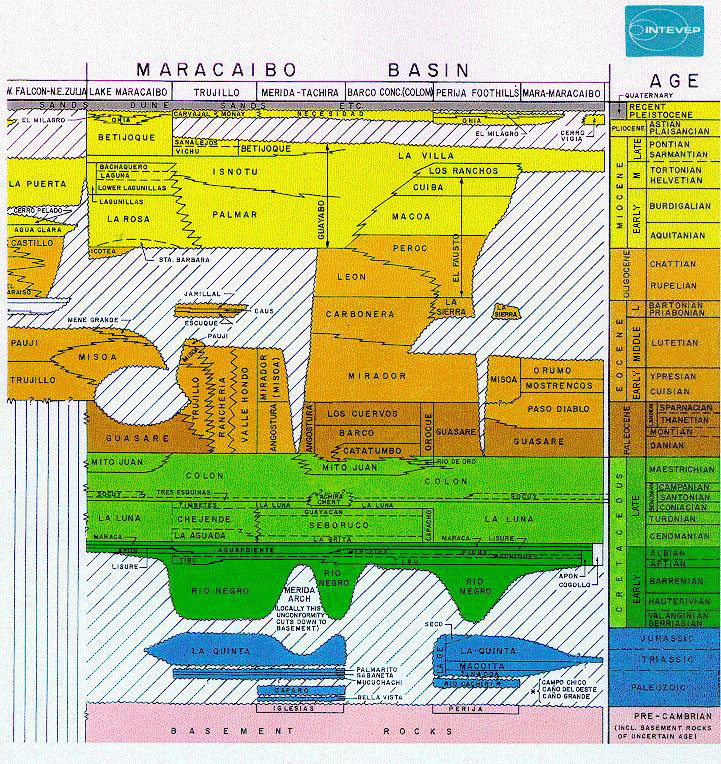 INTEVEP
MARACAIBO BASIN
AGE
W. FALCON-N.E. ZULIA
LAKE MARACAIBO
TRUJILLO
MERIDA-TACHIRA
BARCO CONC.(COLOM)
PERIJA FOOTHILLS
MARA-MARACAIBO
QUATERNARY
SANDS DUNE SANDS ETC.
RECENT
PLEISTOCENE
EL MILAGRO
ONIA
CARVAJAL
MONAY
NECESIDAD
ONIA
EL MILAGRO
CERRO VIGIA
PLIOCENE
ASTIAN
PLAISANCIAN
BETIJOQUE
SANALEJOS
VICHU
BETIJOQUE
LA VILLA
MIOCENE
LATE
PONTIAN
SARMANTIAN
LA PUERTA
BACHAQUERO
LAGUNA
LOWER LAGUNILLAS
LAGUNILLAS
ISNOTU
LOS RANCHOS
CUIBA
M
TORTONIAN
HELVETIAN
CERRO PELADO
LA ROSA
PALMAR
GUAYABO
MACOA
EARLY
BURDIGALIAN
AGUA CLARA
AQUITANIAN
CASTILLO
ICOTEA
STA. BARBARA
PEROC
EL FAUSTO
OLIGOCENE
CHATTIAN
LEON
RUPELIAN
JARILLAL
CARBONERA
LA SIERRA
LA SIERRA
EOCENE
L
BARTONIAN
PRIABONIAN
MENE GRANDE
ESCUQUE
PAUJI
PAUJI
MISOA
MISOA
MIDDLE
LUTETIAN
TRUJILLO
TRUJILLO
RANCHERIA
VALLE HONDO
MIRADOR (MISOA)
MIRADOR
MISOA
ORUMO
MOSTRENCOS
EARLY
YPRESIAN
CUISIAN
GUASARE
ANGOSTURA
ANGOSTURA
LOS CUERVOS
BARCO
CATATUMBO
OROCUE
GUASARE
PASO DIABLO
GUASARE
PALEOCENE
SPARNACIAN
THANETIAN
MONTIAN
DANIAN
MITO JUAN
COLON
MITO JUAN
RIO DE ORO
COLON
CRETACEOUS
LATE
MAESTRICHIAN
SOCUY
TRES ESQUINAS
TACHIRA CHERT
SOCUY
CAMPANIAN
SANTONIAN
CONIACIAN
LA LUNA
TIMBETES
CHEJENDE
LA AGUADA
LA LUNA
LA LUNA
GUAYACAN
SEBORUCO
LA GRITA
CAPACHO
LA LUNA
TURONIAN
CENOMANIAN
MARACA
MARACA
LISURE
APON
LISURE
AGUARDIENTE
TIBU
MERCEDES
TIBU
PICHE
MACHIQUES
APON
COGOLLO
EARLY
ALBIAN
APTIAN
RIO NEGRO
MERIDA ARCH
(LOCALLY THIS UNCONFORMITY CUTS DOWN TO BASEMENT)
RIO NEGRO
RIO NEGRO
BARREMIAN
HAUTERIVIAN
VALANGINIAN
BERRIASIAN
SECO
LA QUINTA
LA QUINTA
MACOITA
TINACOA
LA GE
JURASSIC
TRIASSIC
PALMARITO
SABANETA
MUCUCHACHI
CAPARO
BELLA VISTA
RIO CACHIRI
CAMPO CHICO
CAÑO DEL OESTE
CAÑO GRANDE
PALEOZOIC
IGLESIAS
PERIJA
BASEMENT ROCKS
PRE-CAMBRIAN
(INCL. BASEMENT ROCKS
OF UNCERTAIN AGE)